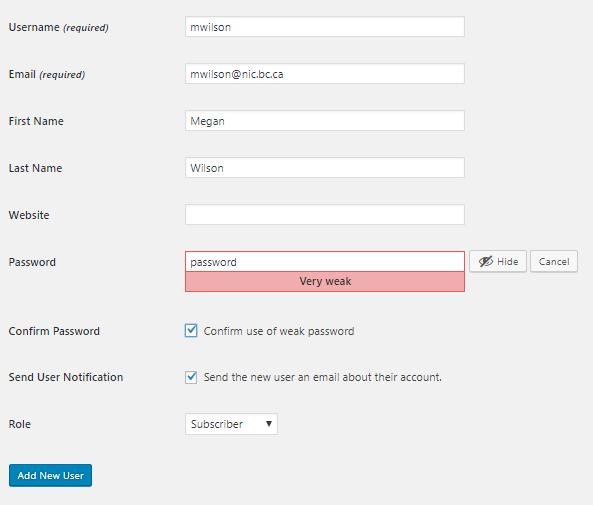 Username (required) mwilson
Email (required) mwilson@nic.bc.ca
First Name Megan
Last Name Wilson
Website
Password password Hide Cancel
Very weak
Confirm Password Confirm use of weak password
Send User Notification Send the new user an email about their account.
Role Subscriber
Add New User